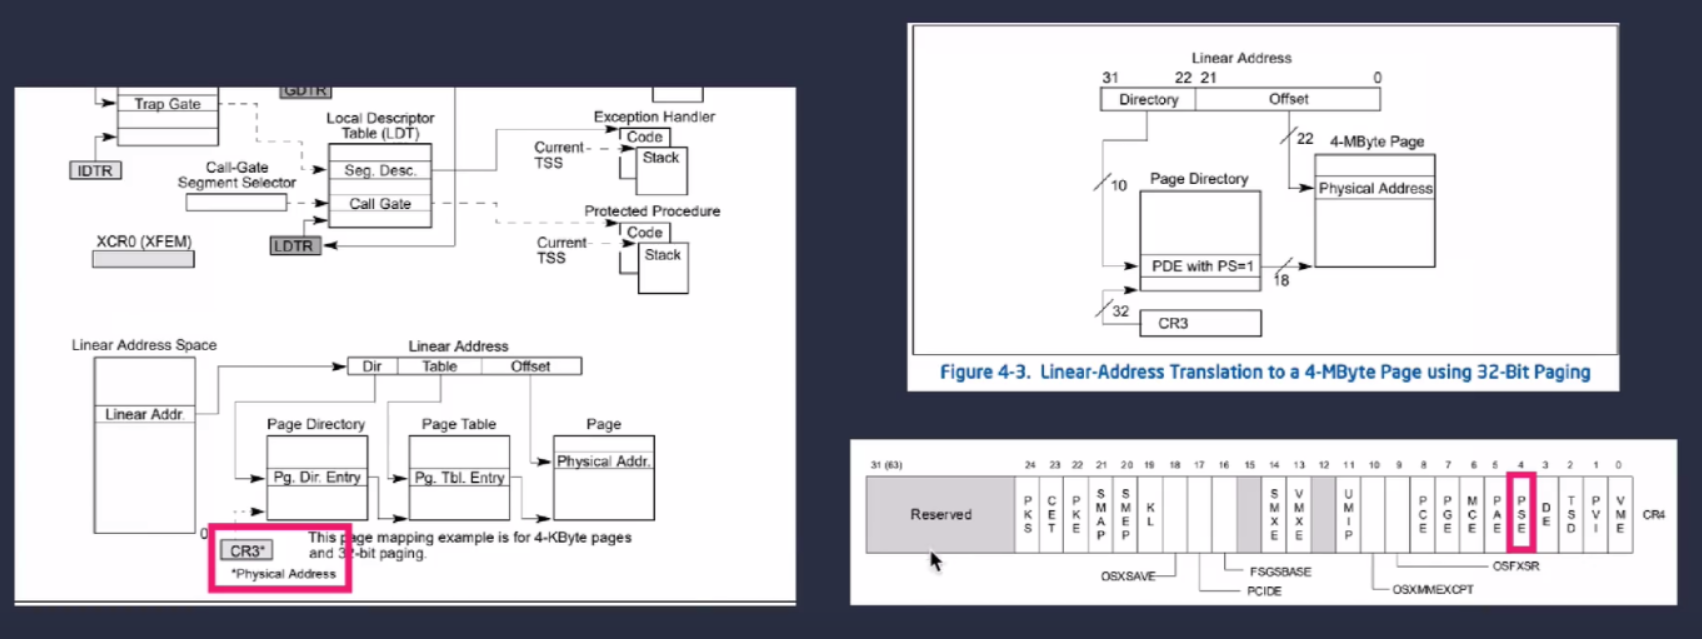 GDTR
Trap Gate
Local Descriptor
Table (LDT)
Exception Handler
Code
Current
TSS
Stack
IDTR
Call-Gate
Segment Selector
Seg. Desc.
Call Gate
Protected Procedure
Code
Current
TSS
Stack
XCR0 (XFEM)
LDTR
Linear Address Space
Linear Address
Dir Table Offset
Linear Addr.
Page Directory Page Table Page
Physical Addr.
Pg. Dir. Entry Pg. Tbl. Entry
0
This page mapping example is for 4-KByte pages
and 32-bit paging.
CR3*
*Physical Address
Linear Address
31 22 21 0
Directory Offset
22
4-MByte Page
10
Page Directory
Physical Address
PDE with PS=1
18
32
CR3
Figure 4-3. Linear-Address Translation to a 4-MByte Page using 32-Bit Paging
31 (63) 24 23 22 21 20 19 18 17 16 15 14 13 12 11 10 9 8 7 6 5 4 3 2 1 0
Reserved PKS CET PKE SMAP SMEP KL SMXE VMXE UMIP PCE PGE MCE PAE PSE DE TSD PVI VME CR4
OSXSAVE
FSGSBASE
PCIDE
OSFXSR
OSXMMEXCPT